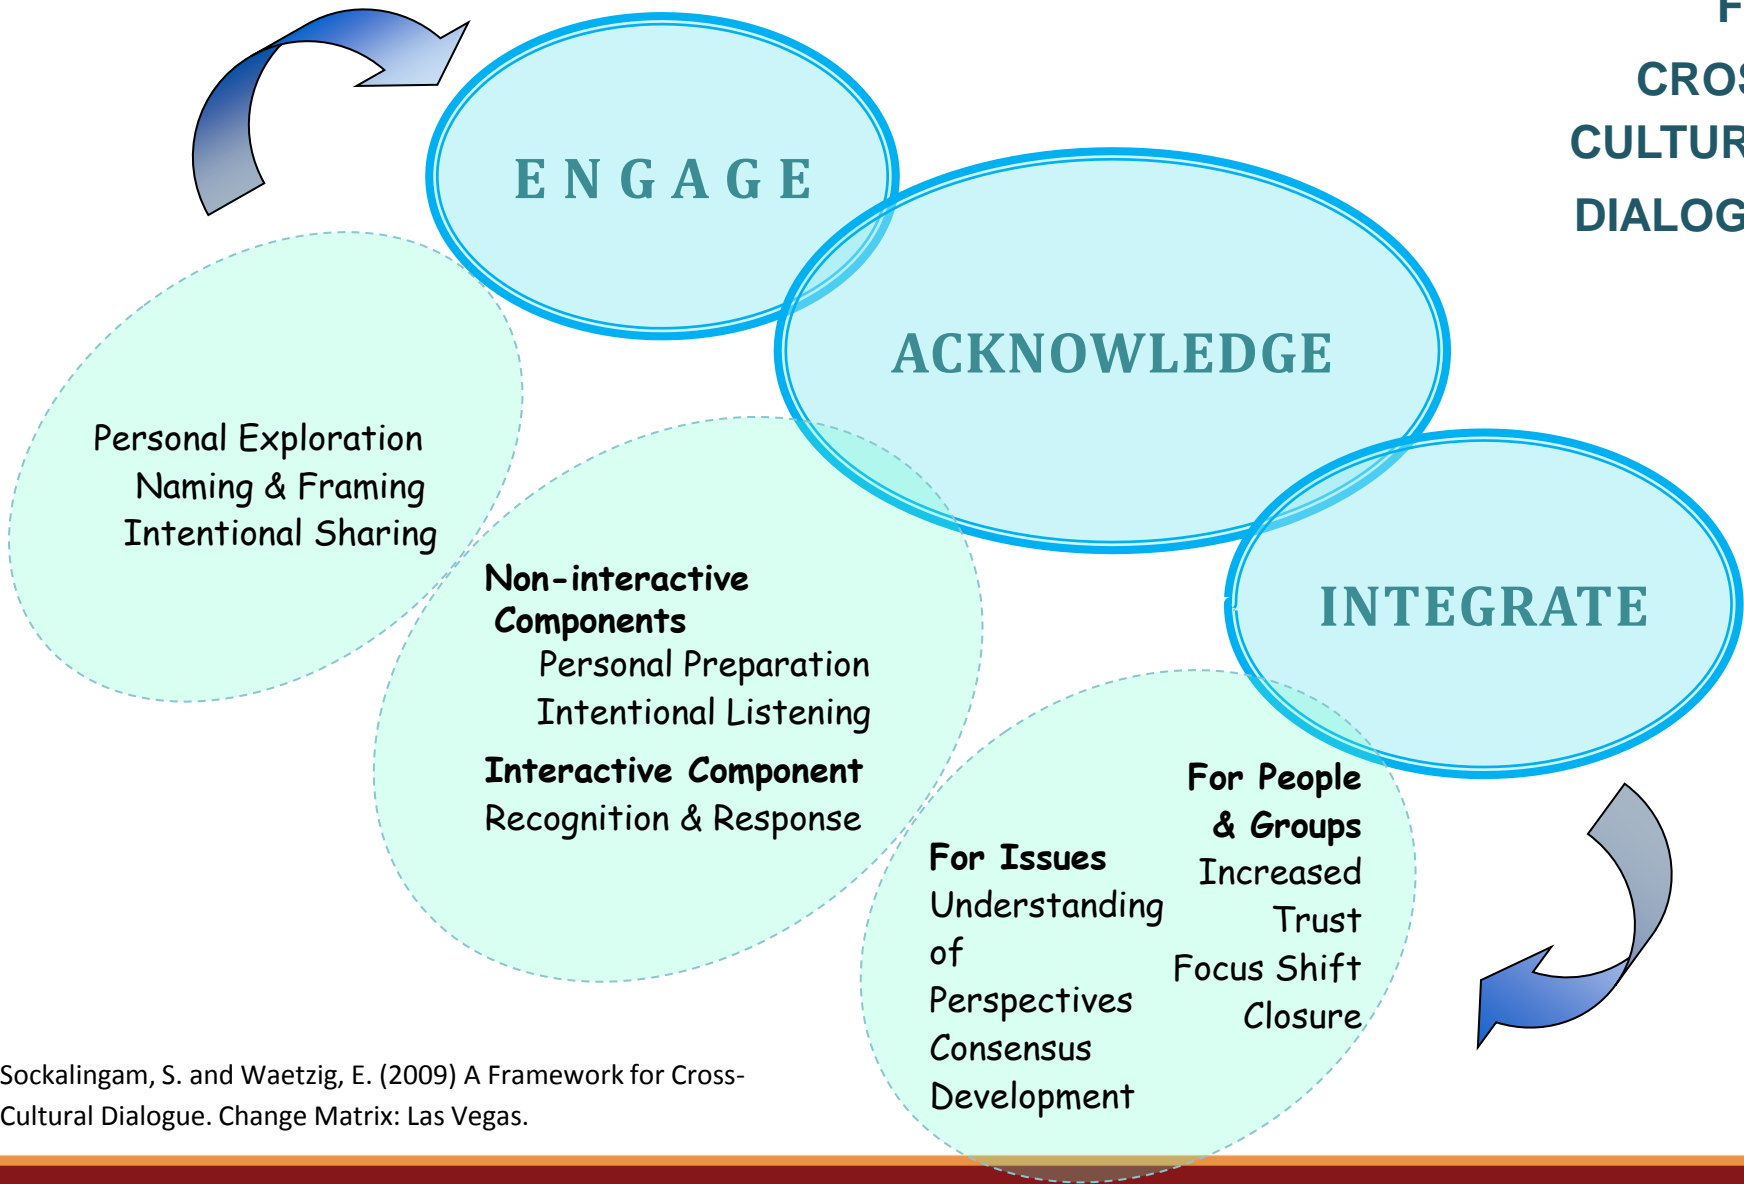 E N G A G E
ACKNOWLEDGE
INTEGRATE
CULTUR
DIALOG
Personal Exploration
Naming & Framing
Intentional Sharing
Non-interactive
Components
Personal Preparation
Intentional Listening
Interactive Component
Recognition & Response
For Issues
Understanding
of
Perspectives
Consensus
Development
For People
& Groups
Increased
Trust
Focus Shift
Closure
Sockalingam, S. and Waetzig, E. (2009) A Framework for Cross-
Cultural Dialogue. Change Matrix: Las Vegas.